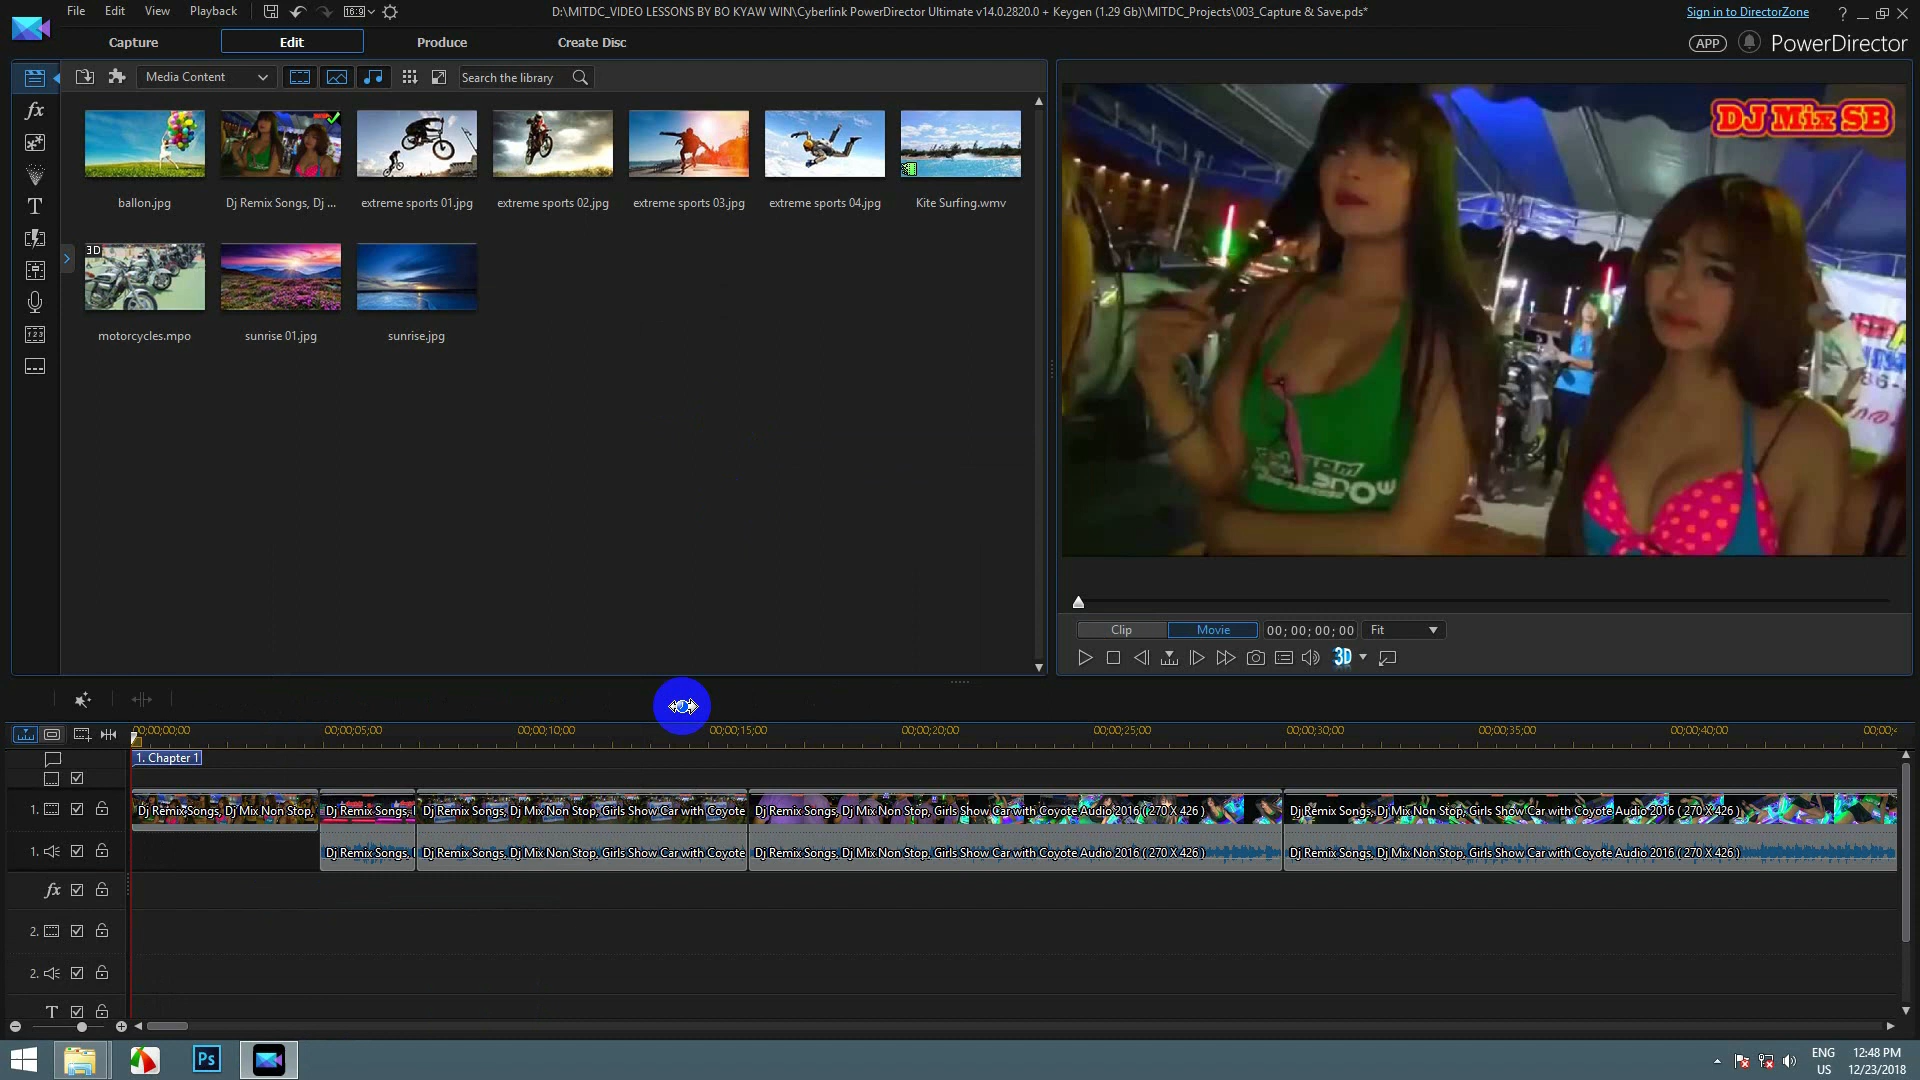 File Edit View Playback
16:9
D:\MITDC_VIDEO LESSONS BY BO KYAW WIN\Cyberlink PowerDirector Ultimate v14.0.2820.0 + Keygen (1.29 Gb)\MITDC_Projects\003_Capture & Save.pds*
Sign in to DirectorZone
?
Capture Edit Produce Create Disc
APP
PowerDirector
Media Content
Search the library
fx
T
ballon.jpg
Dj Remix Songs, Dj ...
extreme sports 01.jpg
extreme sports 02.jpg
extreme sports 03.jpg
extreme sports 04.jpg
Kite Surfing.wmv
3D
motorcycles.mpo
sunrise 01.jpg
sunrise.jpg
DJ Mix SB
SNOW
Clip Movie 00; 00; 00; 00 Fit
3D
00;00;00;00 00;00;05;00 00;00;10;00 00;00;15;00 00;00;20;00 00;00;25;00 00;00;30;00 00;00;35;00 00;00;40;00
1. Chapter 1
1.
Dj Remix Songs, Dj Mix Non Stop,
Dj Remix Songs,
Dj Remix Songs, Dj Mix Non Stop, Girls Show Car with Coyote
Dj Remix Songs, Dj Mix Non Stop, Girls Show Car with Coyote Audio 2016 ( 270 X 426 )
Dj Remix Songs, Dj Mix Non Stop, Girls Show Car with Coyote Audio 2016 ( 270 X 426 )
1.
Dj Remix Songs,
Dj Remix Songs, Dj Mix Non Stop, Girls Show Car with Coyote
Dj Remix Songs, Dj Mix Non Stop, Girls Show Car with Coyote Audio 2016 ( 270 X 426 )
Dj Remix Songs, Dj Mix Non Stop, Girls Show Car with Coyote Audio 2016 ( 270 X 426 )
fx
2.
2.
T
Ps
ENG
US
12:48 PM
12/23/2018